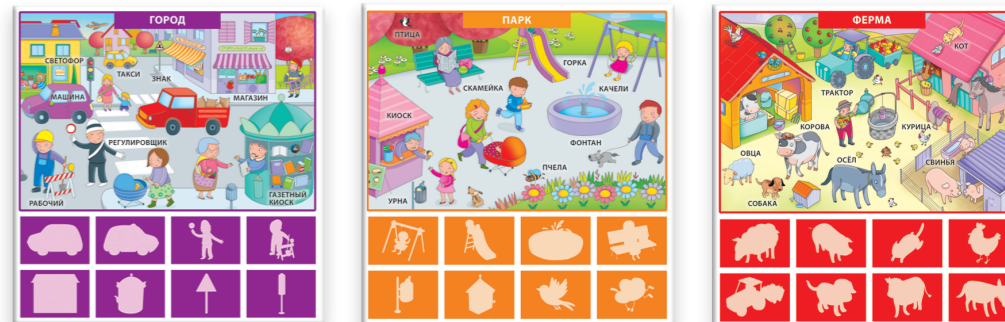 ГОРОД
СВЕТОФОР
ТАКСИ
ЗНАК
МАШИНА
МАГАЗИН
РЕГУЛИРОВЩИК
РАБОЧИЙ
ГАЗЕТНЫЙ
КИОСК
ПАРК
ПТИЦА
ГОРКА
СКАМЕЙКА
КАЧЕЛИ
КИОСК
ФОНТАН
ПЧЕЛА
УРНА
ФЕРМА
КОТ
ТРАКТОР
КОРОВА
КУРИЦА
ОВЦА
ОСЁЛ
СВИНЬЯ
СОБАКА